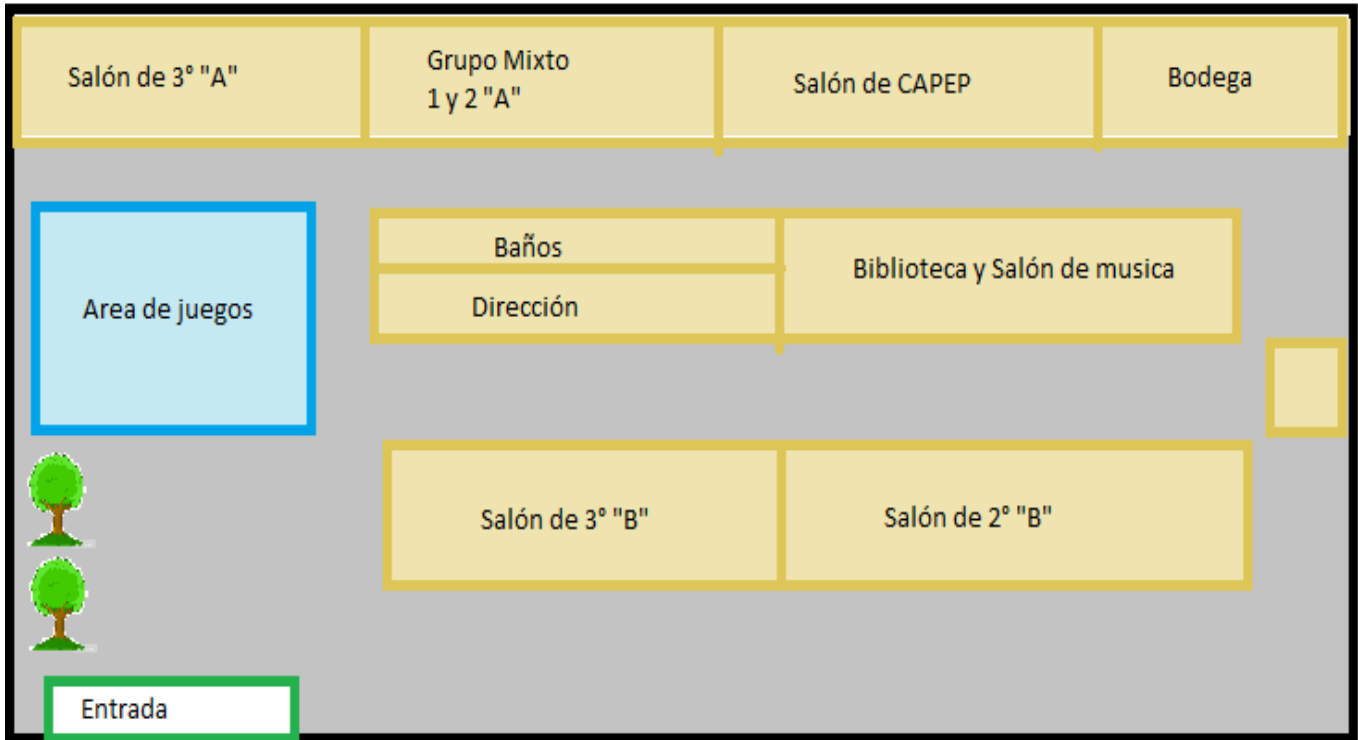 Salón de 3° "A"
Grupo Mixto
1 y 2 "A"
Salón de CAPEP
Bodega
Baños
Biblioteca y Salón de musica
Area de juegos
Dirección
Salón de 3° "B"
Salón de 2° "B"
Entrada